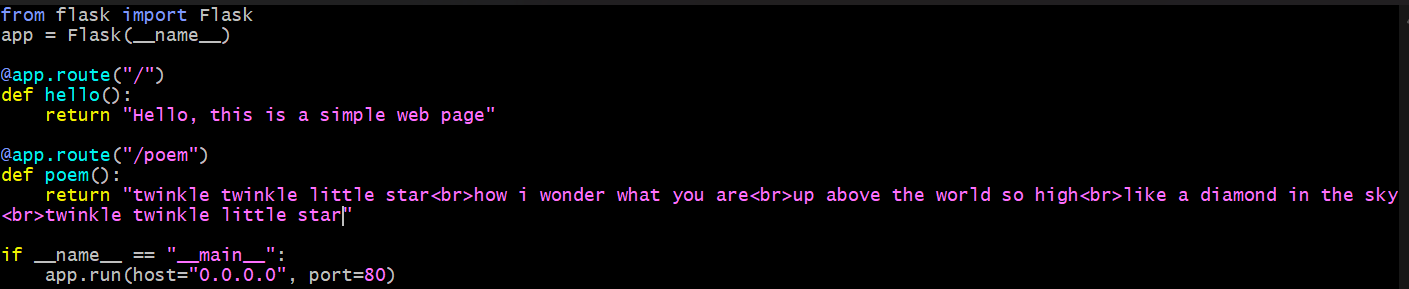 from flask import Flask
app = Flask(__name__)

@app.route("/")
def hello():
    return "Hello, this is a simple web page"

@app.route("/poem")
def poem():
    return "twinkle twinkle little star<br>how i wonder what you are<br>up above the world so high<br>like a diamond in the sky
<br>twinkle twinkle little star"

if __name__ == "__main__":
    app.run(host="0.0.0.0", port=80)